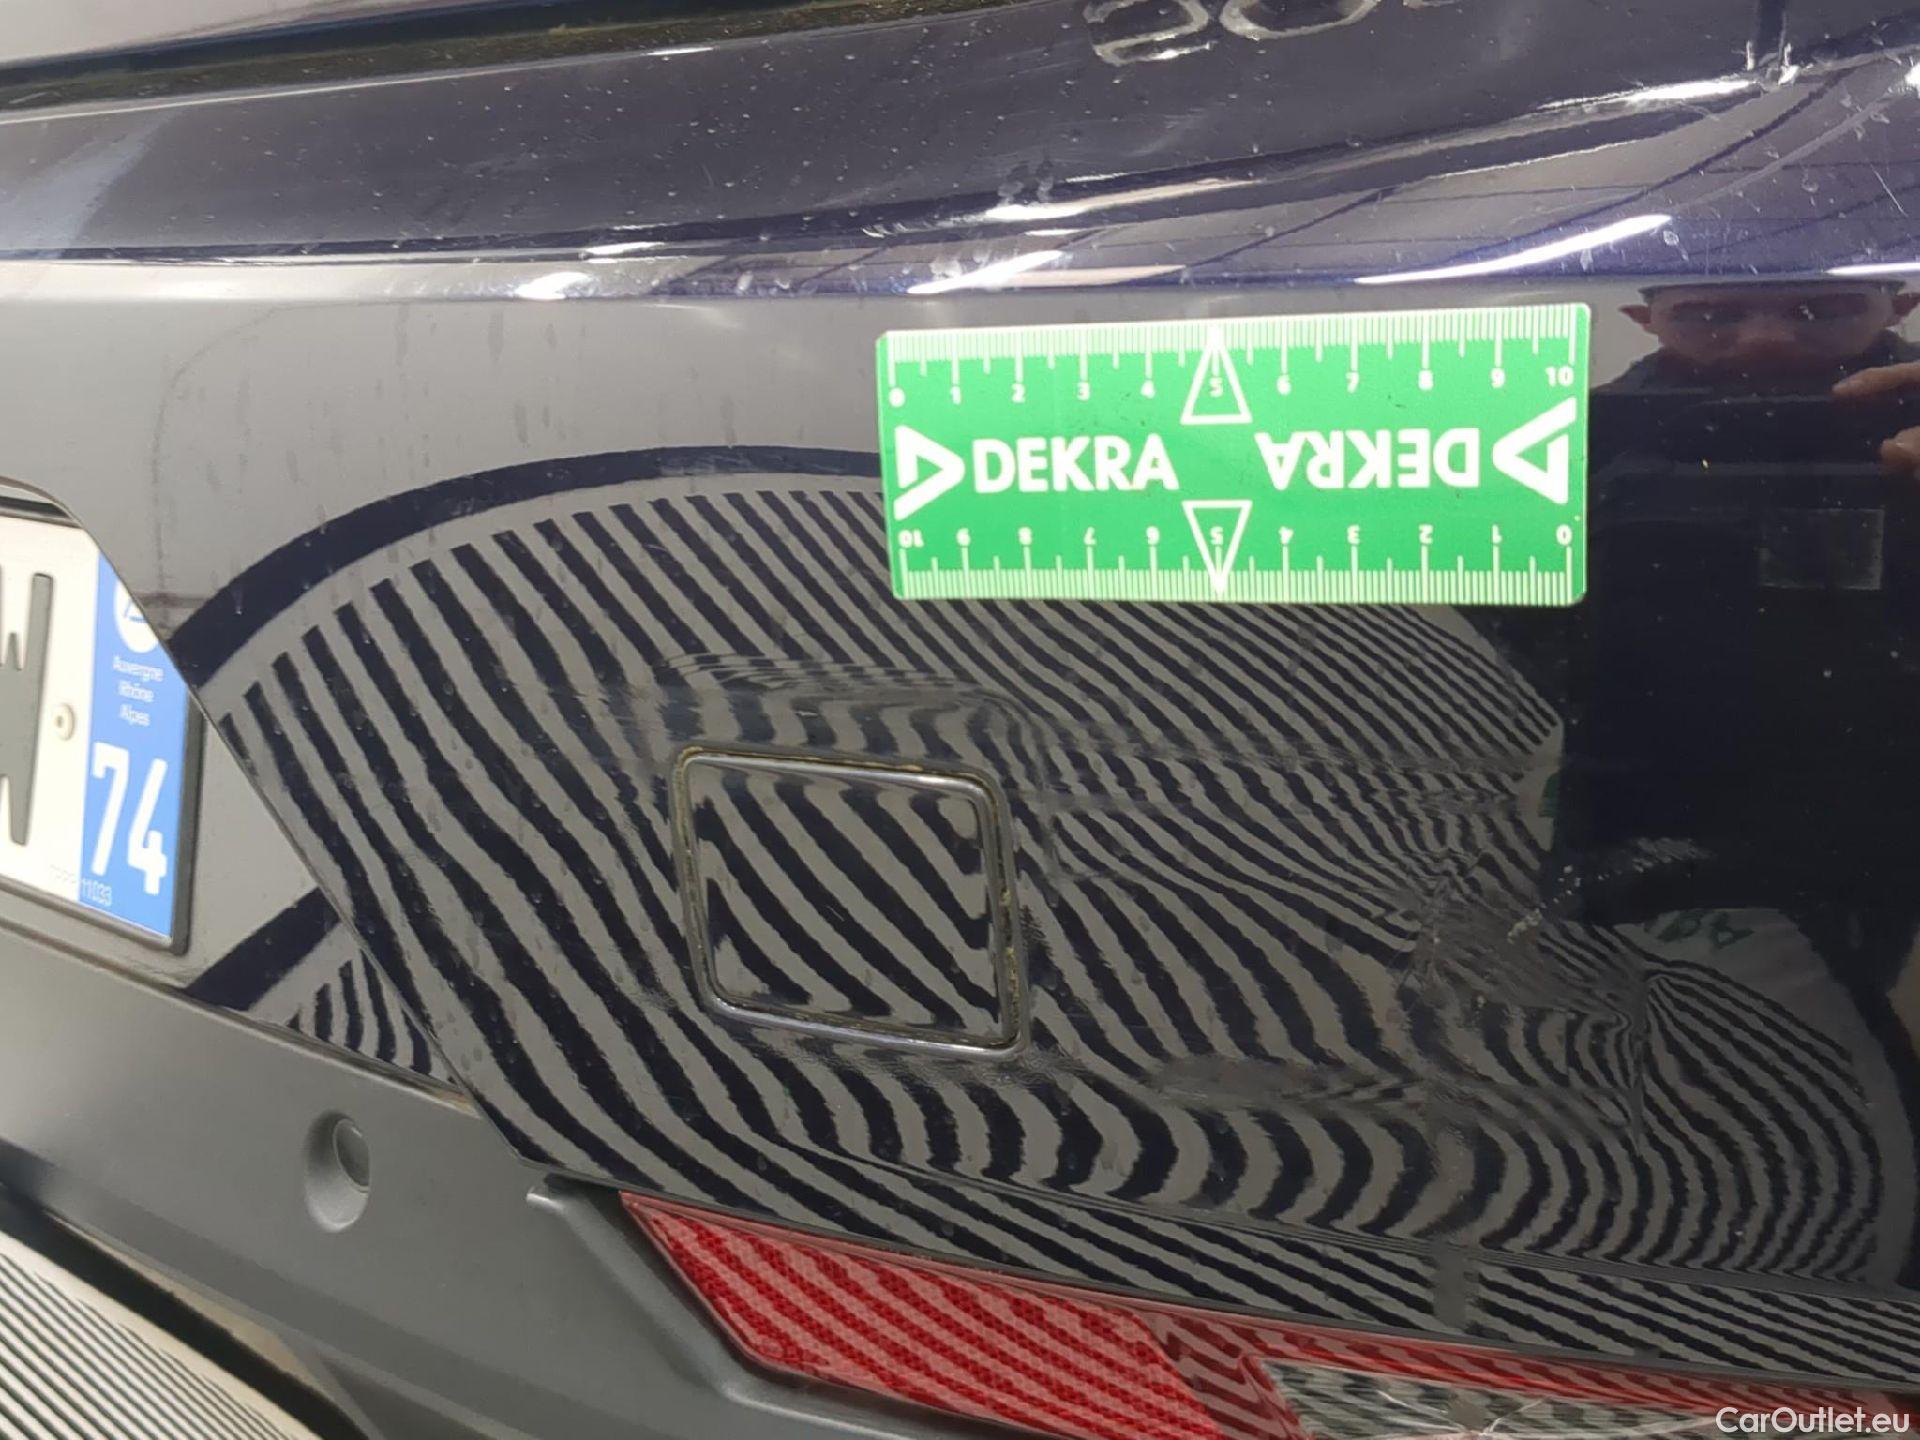 0 1 2 3 4 5 6 7 8 9 10
DEKRA DEKRA
10 9 8 7 6 5 4 3 2 1 0
Auvergne
Rhône
Alpes
74
CarOutlet.eu